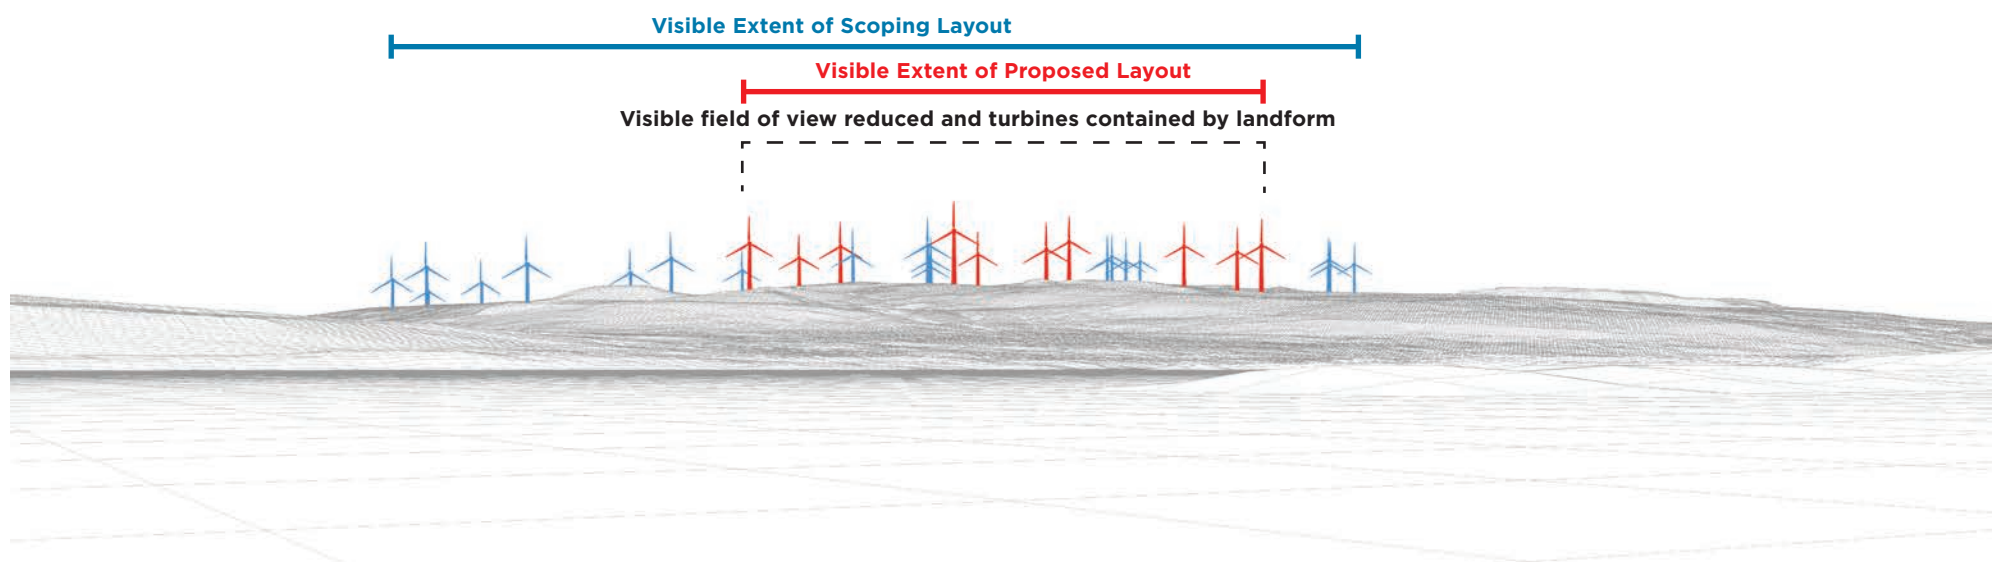 Visible Extent of Scoping Layout
Visible Extent of Proposed Layout
Visible field of view reduced and turbines contained by landform